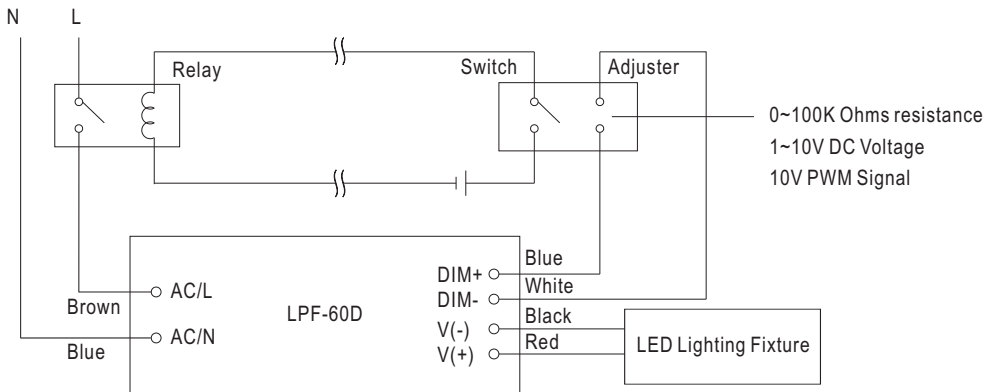 N L
Relay
Switch
Adjuster
0~100K Ohms resistance
1~10V DC Voltage
10V PWM Signal
Blue
DIM+
White
DIM-
Black
V(-)
Red
V(+)
AC/L
Brown
LPF-60D
AC/N
Blue
LED Lighting Fixture